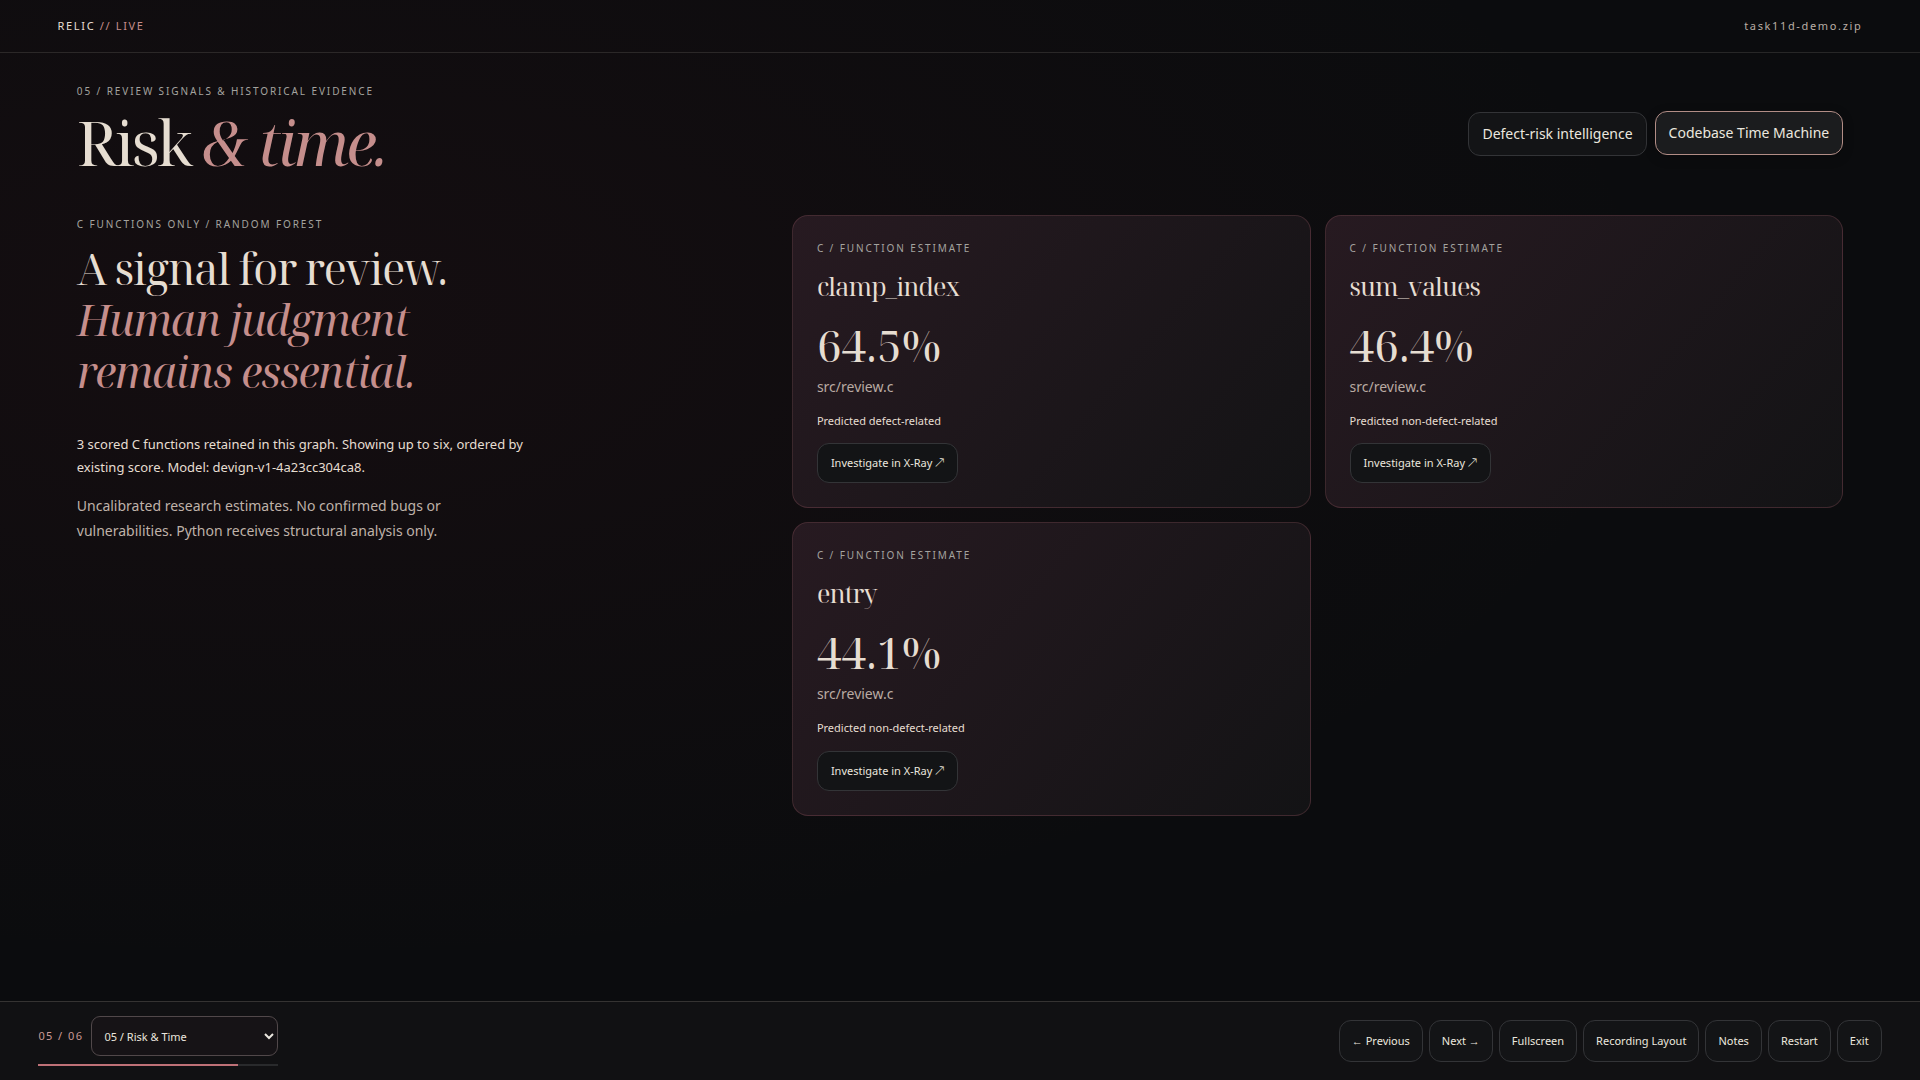 RELIC // LIVE
task11d-demo.zip
05 / REVIEW SIGNALS & HISTORICAL EVIDENCE
Risk & time.
Defect-risk intelligence
Codebase Time Machine
C FUNCTIONS ONLY / RANDOM FOREST
A signal for review.
Human judgment
remains essential.
3 scored C functions retained in this graph. Showing up to six, ordered by
existing score. Model: devign-v1-4a23cc304ca8.
Uncalibrated research estimates. No confirmed bugs or
vulnerabilities. Python receives structural analysis only.
C / FUNCTION ESTIMATE
clamp_index
64.5%
src/review.c
Predicted defect-related
Investigate in X-Ray ↗
C / FUNCTION ESTIMATE
sum_values
46.4%
src/review.c
Predicted non-defect-related
Investigate in X-Ray ↗
C / FUNCTION ESTIMATE
entry
44.1%
src/review.c
Predicted non-defect-related
Investigate in X-Ray ↗
05 / 06
05 / Risk & Time
← Previous
Next →
Fullscreen
Recording Layout
Notes
Restart
Exit